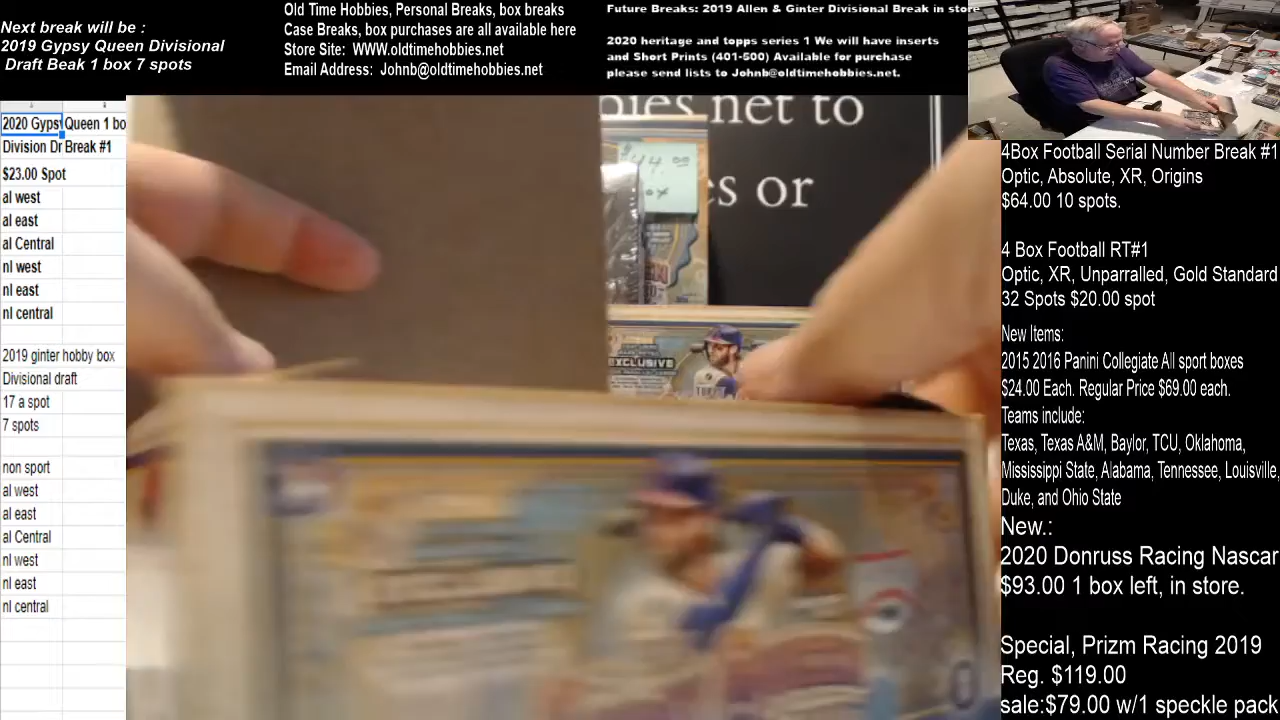 Next break will be :
2019 Gypsy Queen Divisional
Draft Beak 1 box 7 spots
Old Time Hobbies, Personal Breaks, box breaks
Case Breaks, box purchases are all available here
Store Site: WWW.oldtimehobbies.net
Email Address: Johnb@oldtimehobbies.net
Future Breaks: 2019 Allen & Ginter Divisional Break in store
2020 heritage and topps series 1 We will have inserts
and Short Prints (401-500) Available for purchase
please send lists to Johnb@oldtimehobbies.net.
2020 Gyps Queen 1 bo
Division Dr Break #1
$23.00 Spot
al west
al east
al Central
nl west
nl east
nl central
2019 ginter hobby box
Divisional draft
17 a spot
7 spots
non sport
al west
al east
al Central
nl west
nl east
nl central
bies.net to
es or
EXCLUSIVE
4Box Football Serial Number Break #1
Optic, Absolute, XR, Origins
$64.00 10 spots.
4 Box Football RT#1
Optic, XR, Unparralled, Gold Standard
32 Spots $20.00 spot
New Items:
2015 2016 Panini Collegiate All sport boxes
$24.00 Each. Regular Price $69.00 each.
Teams include:
Texas, Texas A&M, Baylor, TCU, Oklahoma,
Mississippi State, Alabama, Tennessee, Louisville,
Duke, and Ohio State
New.:
2020 Donruss Racing Nascar
$93.00 1 box left, in store.
Special, Prizm Racing 2019
Reg. $119.00
sale:$79.00 w/1 speckle pack